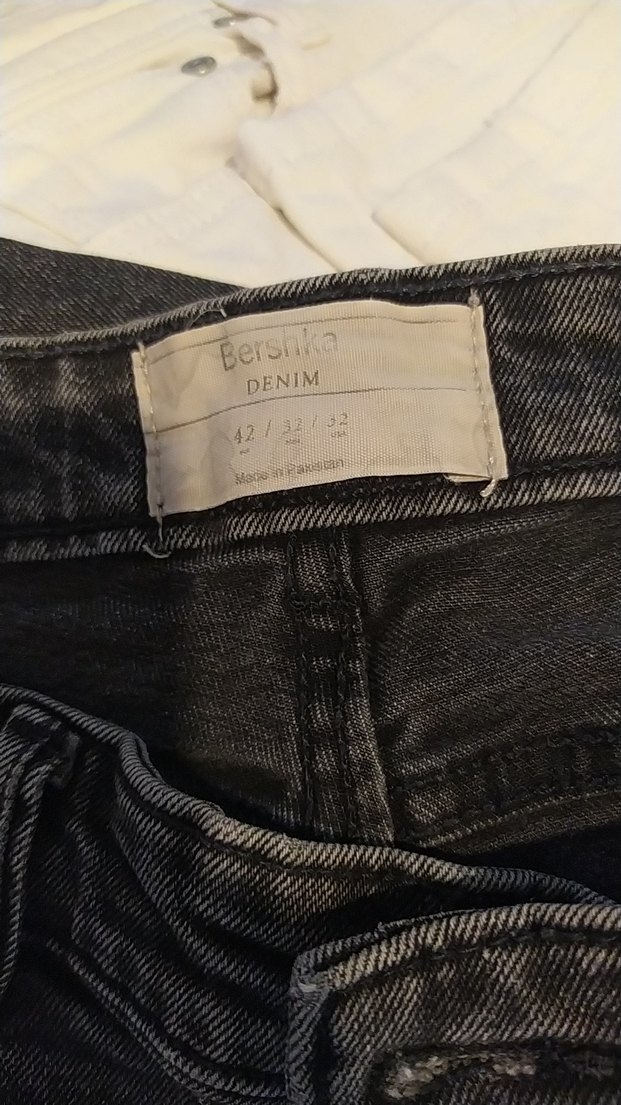 Bershka
DENIM
42 / 32 / 32
Made in Pakistan